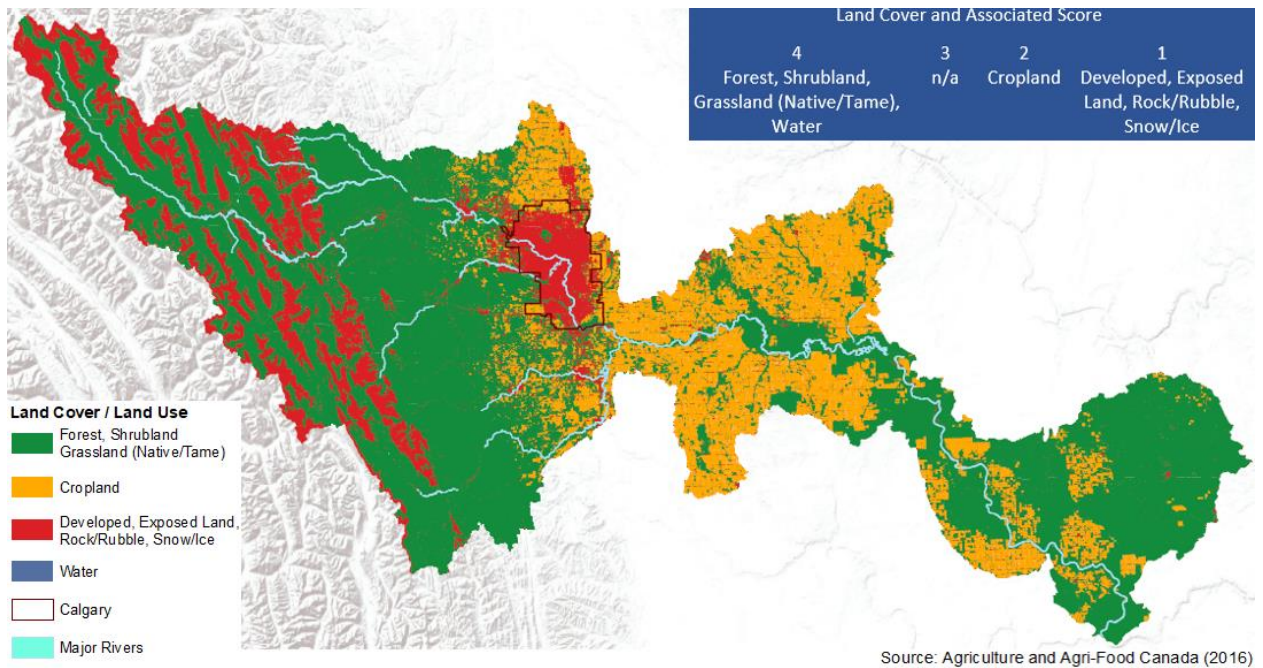 Land Cover and Associated Score
4 3 2 1
Forest, Shrubland, n/a Cropland Developed, Exposed
Grassland (Native/Tame), Land, Rock/Rubble,
Water Snow/Ice
Land Cover / Land Use
Forest, Shrubland
Grassland (Native/Tame)
Cropland
Developed, Exposed Land,
Rock/Rubble, Snow/Ice
Water
Calgary
Major Rivers
Source: Agriculture and Agri-Food Canada (2016)